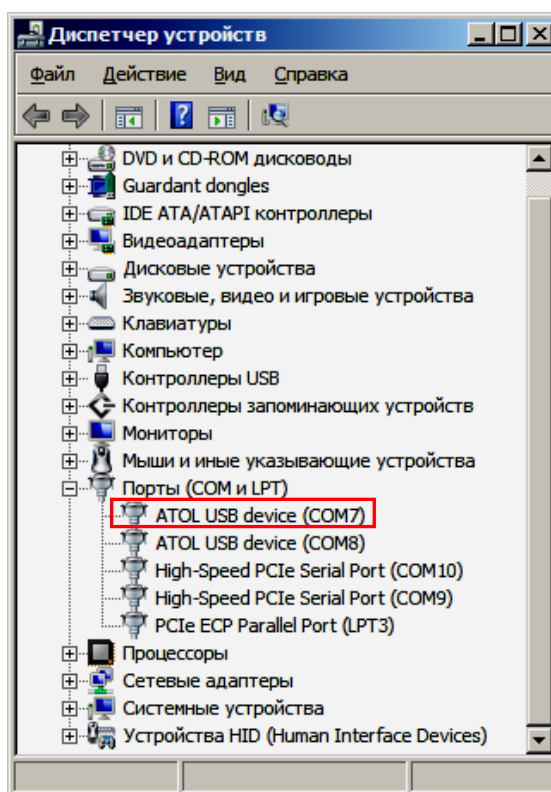 Диспетчер устройств
Файл Действие Вид Справка
DVD и CD-ROM дисководы
Guardant dongles
IDE ATA/ATAPI контроллеры
Видеоадаптеры
Дисковые устройства
Звуковые, видео и игровые устройства
Клавиатуры
Компьютер
Контроллеры USB
Контроллеры запоминающих устройств
Мониторы
Мыши и иные указывающие устройства
Порты (COM и LPT)
ATOL USB device (COM7)
ATOL USB device (COM8)
High-Speed PCIe Serial Port (COM10)
High-Speed PCIe Serial Port (COM9)
PCIe ECP Parallel Port (LPT3)
Процессоры
Сетевые адаптеры
Системные устройства
Устройства HID (Human Interface Devices)